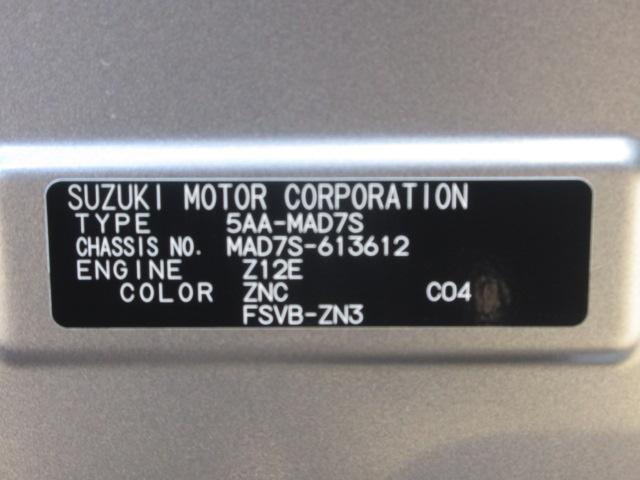 SUZUKI MOTOR CORPORATION
TYPE 5AA-MAD7S
CHASSIS NO. MAD7S-613612
ENGINE Z12E
COLOR ZNC C04
FSVB-ZN3